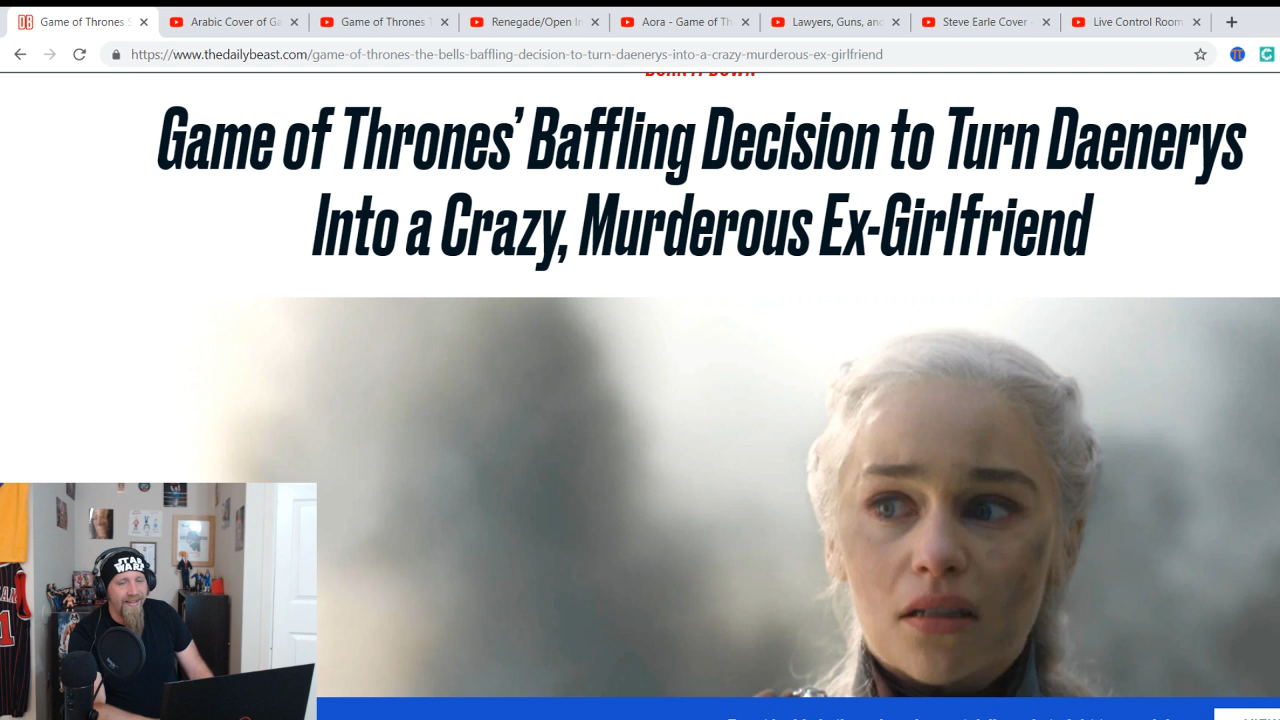 DB Game of Thrones
Arabic Cover of Ga
Game of Thrones T
Renegade/Open In
Aora - Game of Th
Lawyers, Guns, and
Steve Earle Cover -
Live Control Room
https://www.thedailybeast.com/game-of-thrones-the-bells-baffling-decision-to-turn-daenerys-into-a-crazy-murderous-ex-girlfriend
Game of Thrones’ Baffling Decision to Turn Daenerys
Into a Crazy, Murderous Ex-Girlfriend
STAR
WARS